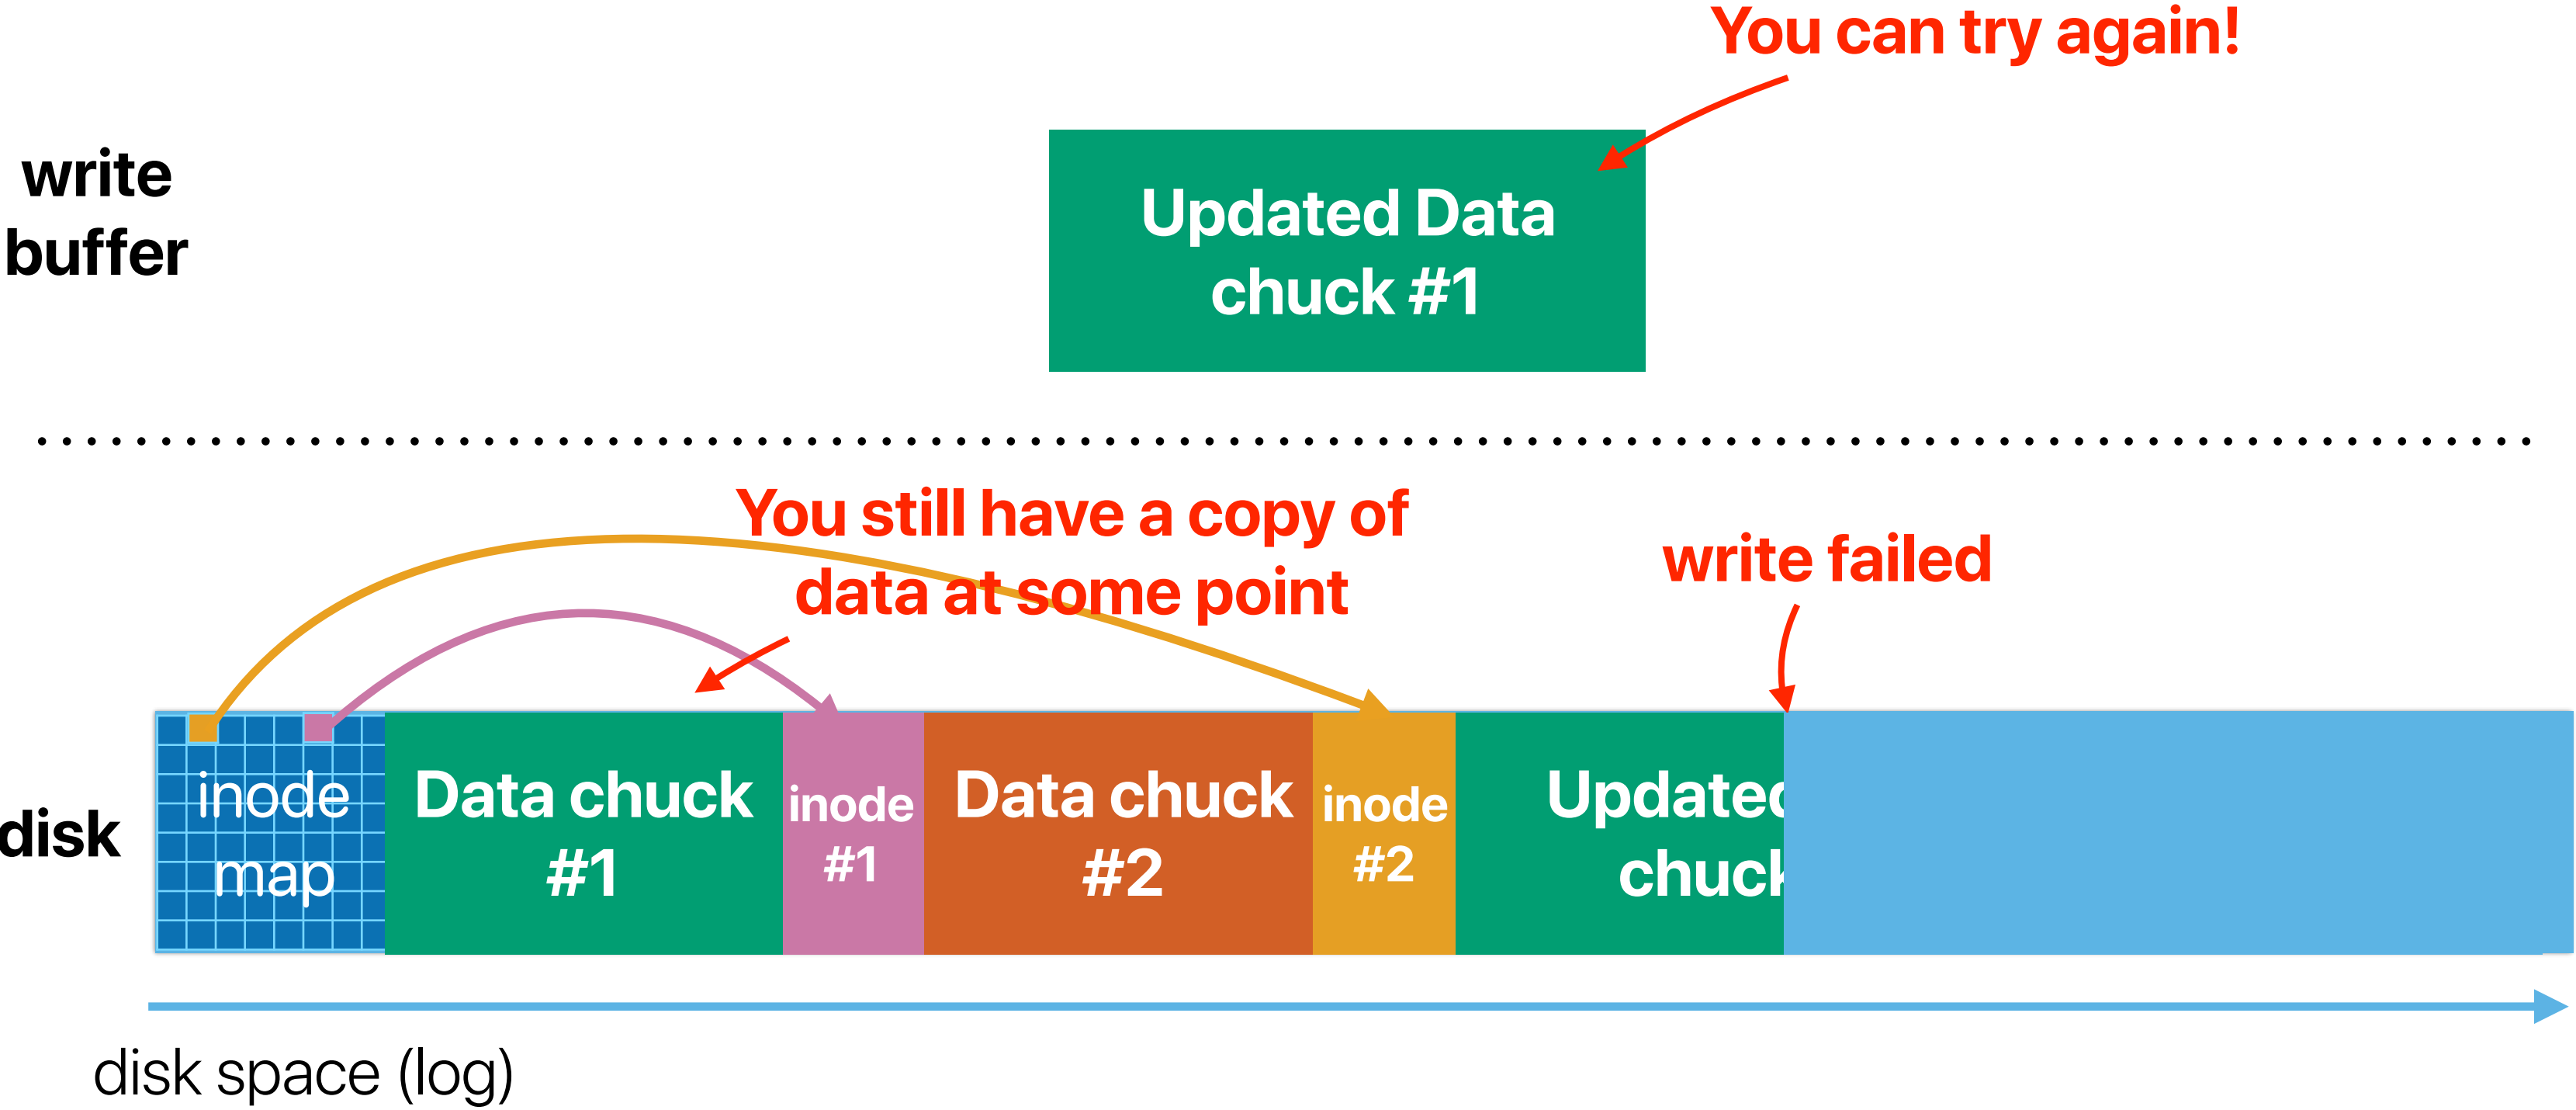 You can try again!
write
buffer
Updated Data
chuck #1
You still have a copy of
data at some point
write failed
disk
inode
map
Data chuck
#1
inode
#1
Data chuck
#2
inode
#2
Updated
chuck
disk space (log)